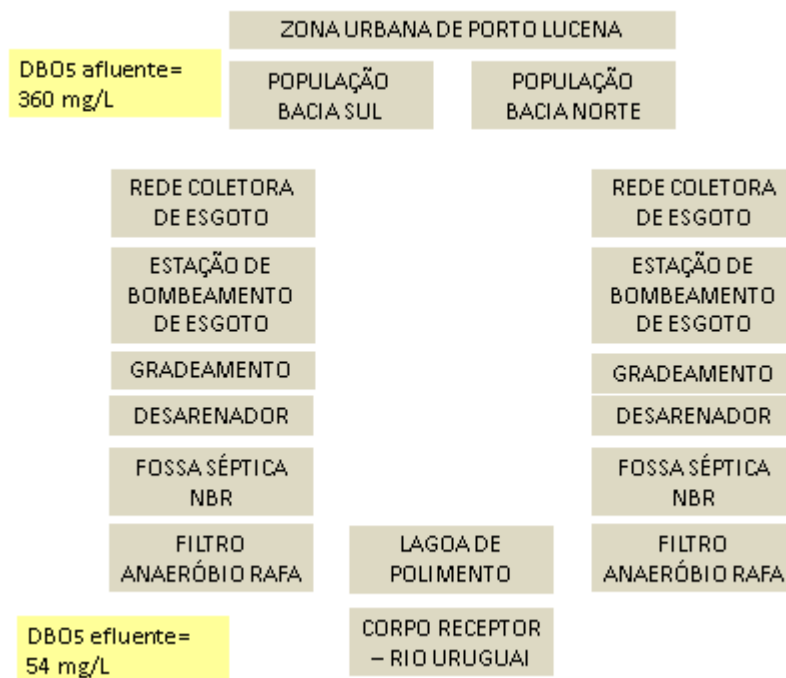 ZONA URBANA DE PORTO LUCENA
DBO5 afluente=
360 mg/L
POPULAÇÃO
BACIA SUL
POPULAÇÃO
BACIA NORTE
REDE COLETORA
DE ESGOTO
ESTAÇÃO DE
BOMBEAMENTO
DE ESGOTO
GRADEAMENTO
DESARENADOR
FOSSA SÉPTICA
NBR
FILTRO
ANAERÓBIO RAFA
REDE COLETORA
DE ESGOTO
ESTAÇÃO DE
BOMBEAMENTO
DE ESGOTO
GRADEAMENTO
DESARENADOR
FOSSA SÉPTICA
NBR
FILTRO
ANAERÓBIO RAFA
LAGOA DE
POLIMENTO
CORPO RECEPTOR
– RIO URUGUAI
DBO5 efluente=
54 mg/L